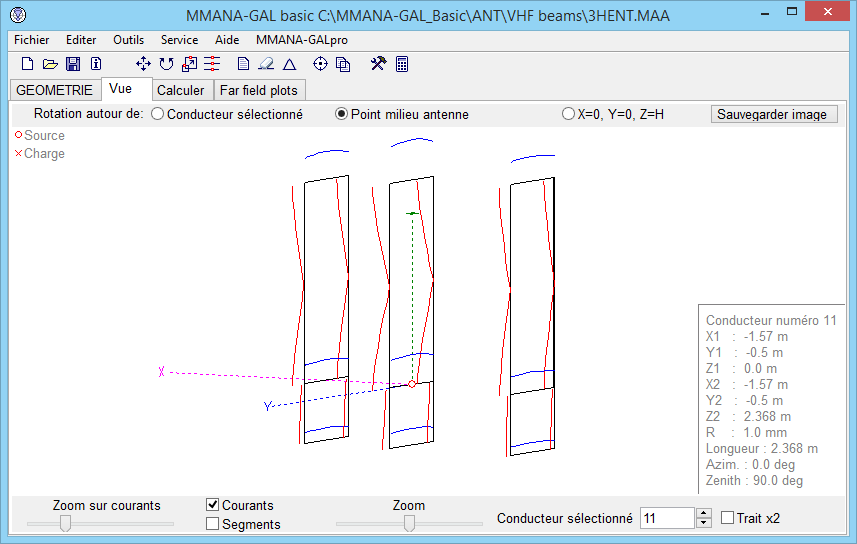 MMANA-GAL basic C:\MMANA-GAL_Basic\ANT\VHF beams\3HENT.MAA
Fichier Editer Outils Service Aide MMANA-GALpro
GEOMETRIE Vue Calculer Far field plots
Rotation autour de: Conducteur sélectionné Point milieu antenne X=0, Y=0, Z=H Sauvegarder image
Source
Charge
X
Y
Conducteur numéro 11
X1 : -1.57 m
Y1 : -0.5 m
Z1 : 0.0 m
X2 : -1.57 m
Y2 : -0.5 m
Z2 : 2.368 m
R : 1.0 mm
Longueur : 2.368 m
Azim. : 0.0 deg
Zenith : 90.0 deg
Zoom sur courants Courants Zoom
Segments Conducteur sélectionné 11 Trait x2